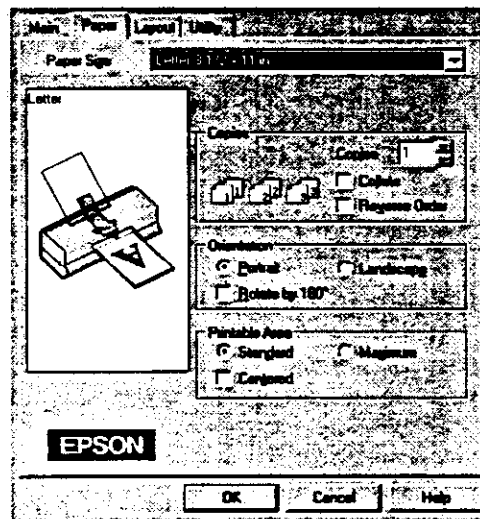 Main Paper Layout Utility
Paper Size Letter 8 1/2 x 11 in
Letter
Copies
Copies 1
Collate
Reverse Order
Orientation
Portrait Landscape
Rotate by 180°
Printable Area
Standard Maximum
Centered
EPSON
OK Cancel Help